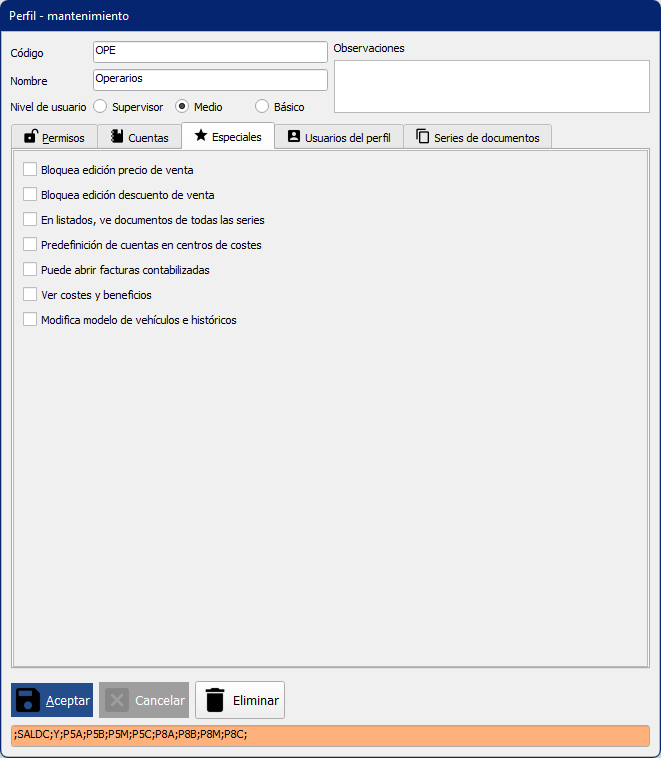 Perfil - mantenimiento
Código OPE
Observaciones
Nombre Operarios
Nivel de usuario Supervisor Medio Básico
Permisos Cuentas Especiales Usuarios del perfil Series de documentos
Bloquea edición precio de venta
Bloquea edición descuento de venta
En listados, ve documentos de todas las series
Predefinición de cuentas en centros de costes
Puede abrir facturas contabilizadas
Ver costes y beneficios
Modifica modelo de vehículos e históricos
Aceptar Cancelar Eliminar
;SALDC;Y;P5A;P5B;P5M;P5C;P8A;P8B;P8M;P8C;